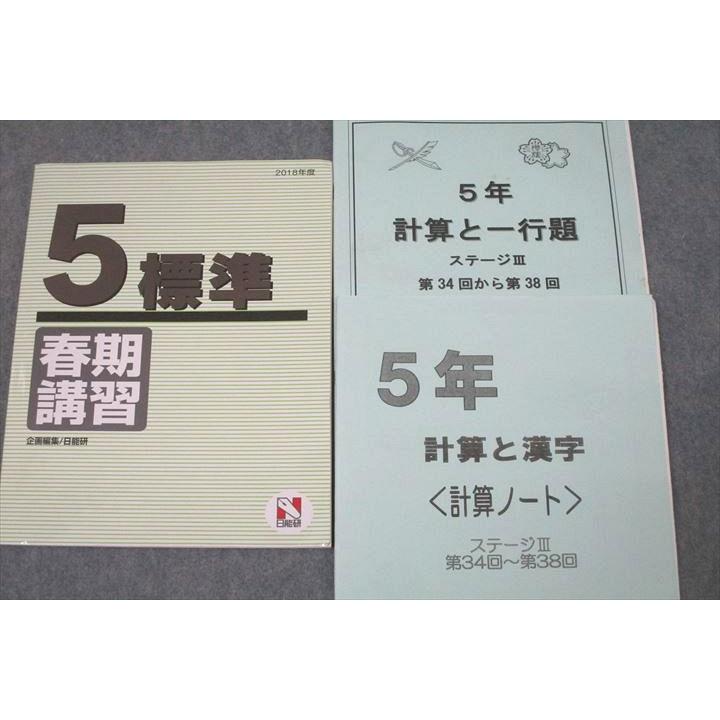 2018年度
5標準
春期
講習
企画編集/日能研
N
日能研
5年
計算と一行題
ステージⅢ
第34回から第38回
5年
計算と漢字
〈計算ノート〉
ステージⅢ
第34回〜第38回